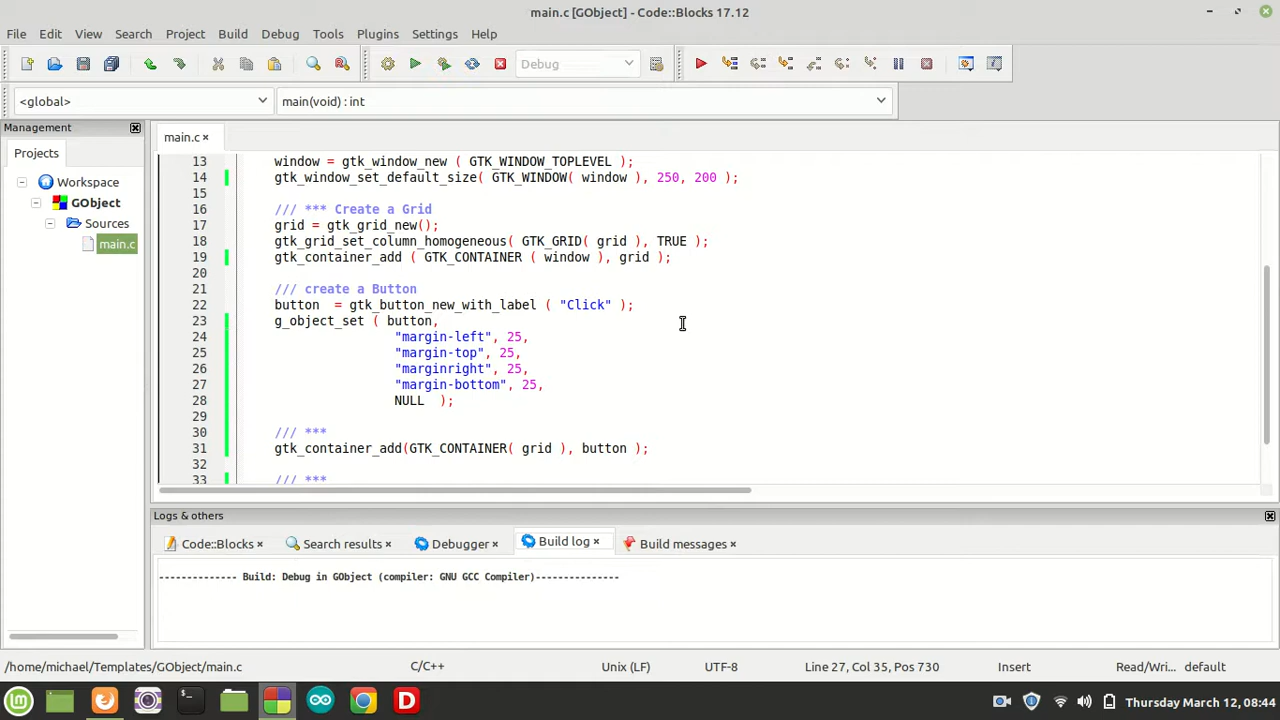 main.c [GObject] - Code::Blocks 17.12
File Edit View Search Project Build Debug Tools Plugins Settings Help
Debug
<global> main(void) : int
Management
Projects
Workspace
GObject
Sources
main.c
main.c
13 window = gtk_window_new ( GTK_WINDOW_TOPLEVEL );
14 gtk_window_set_default_size( GTK_WINDOW( window ), 250, 200 );
15
16 /// *** Create a Grid
17 grid = gtk_grid_new();
18 gtk_grid_set_column_homogeneous( GTK_GRID( grid ), TRUE );
19 gtk_container_add ( GTK_CONTAINER ( window ), grid );
20
21 /// create a Button
22 button  = gtk_button_new_with_label ( "Click" );
23 g_object_set ( button,
24 "margin-left", 25,
25 "margin-top", 25,
26 "marginright", 25,
27 "margin-bottom", 25,
28 NULL  );
29
30 /// ***
31 gtk_container_add(GTK_CONTAINER( grid ), button );
32
33 /// ***
Logs & others
Code::Blocks Search results Debugger Build log Build messages
-------------- Build: Debug in GObject (compiler: GNU GCC Compiler)---------------
/home/michael/Templates/GObject/main.c C/C++ Unix (LF) UTF-8 Line 27, Col 35, Pos 730 Insert Read/Wri... default
Thursday March 12, 08:44